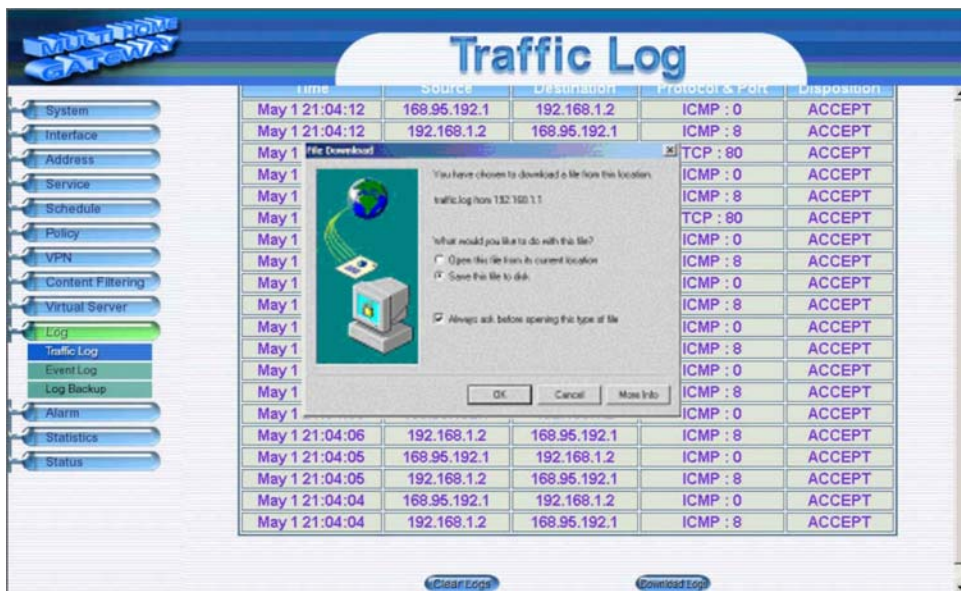 MULTI HOME
GATEWAY
Traffic Log
Time Source Destination Protocol & Port Disposition
System
Interface
Address
Service
Schedule
Policy
VPN
Content Filtering
Virtual Server
Log
Traffic Log
Event Log
Log Backup
Alarm
Statistics
Status
May 1 21:04:12 168.95.192.1 192.168.1.2 ICMP : 0 ACCEPT
May 1 21:04:12 192.168.1.2 168.95.192.1 ICMP : 8 ACCEPT
May 1 TCP : 80 ACCEPT
May 1 ICMP : 0 ACCEPT
May 1 ICMP : 8 ACCEPT
May 1 TCP : 80 ACCEPT
May 1 ICMP : 0 ACCEPT
May 1 ICMP : 8 ACCEPT
May 1 ICMP : 0 ACCEPT
May 1 ICMP : 8 ACCEPT
May 1 ICMP : 0 ACCEPT
May 1 ICMP : 8 ACCEPT
May 1 ICMP : 0 ACCEPT
May 1 ICMP : 8 ACCEPT
May 1 ICMP : 0 ACCEPT
May 1 21:04:06 192.168.1.2 168.95.192.1 ICMP : 8 ACCEPT
May 1 21:04:05 168.95.192.1 192.168.1.2 ICMP : 0 ACCEPT
May 1 21:04:05 192.168.1.2 168.95.192.1 ICMP : 8 ACCEPT
May 1 21:04:04 168.95.192.1 192.168.1.2 ICMP : 0 ACCEPT
May 1 21:04:04 192.168.1.2 168.95.192.1 ICMP : 8 ACCEPT
File Download
You have chosen to download a file from this location.
traffic.log from 192.168.1.1
What would you like to do with this file?
Open this file from its current location
Save this file to disk
Always ask before opening this type of file
OK Cancel More Info
Clear Logs Download Logs